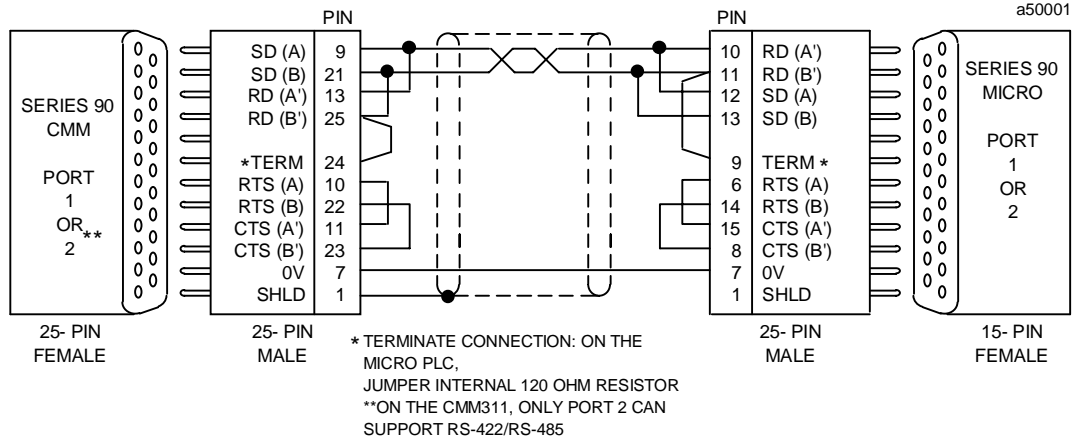 a50001
PIN
PIN
SERIES 90
CMM
PORT
1
OR
2 **
SD (A) 9
SD (B) 21
RD (A') 13
RD (B') 25
*TERM 24
RTS (A) 10
RTS (B) 22
CTS (A') 11
CTS (B') 23
0V 7
SHLD 1
10 RD (A')
11 RD (B')
12 SD (A)
13 SD (B)
9 TERM *
6 RTS (A)
14 RTS (B)
15 CTS (A')
8 CTS (B')
7 0V
1 SHLD
SERIES 90
MICRO
PORT
1
OR
2
25- PIN
FEMALE
25- PIN
MALE
25- PIN
MALE
15- PIN
FEMALE
* TERMINATE CONNECTION: ON THE
MICRO PLC,
JUMPER INTERNAL 120 OHM RESISTOR
**ON THE CMM311, ONLY PORT 2 CAN
SUPPORT RS-422/RS-485